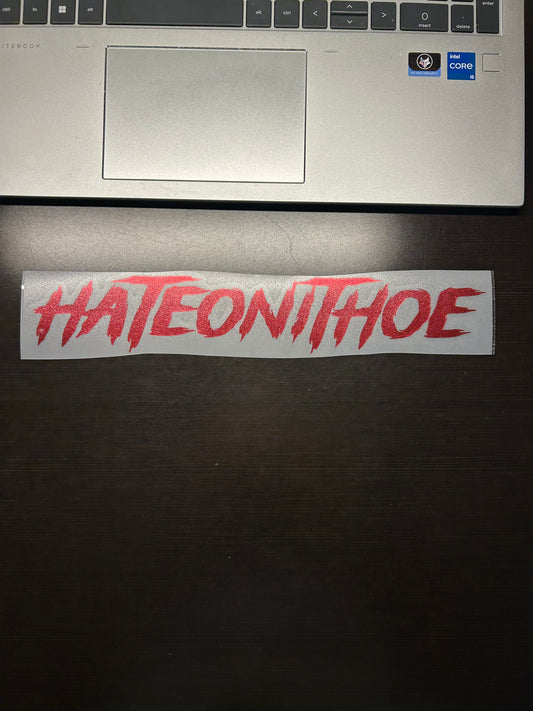 ctrl fn alt alt ctrl < > 0 insert . delete enter
intel CORE i5
HATEONITHOE